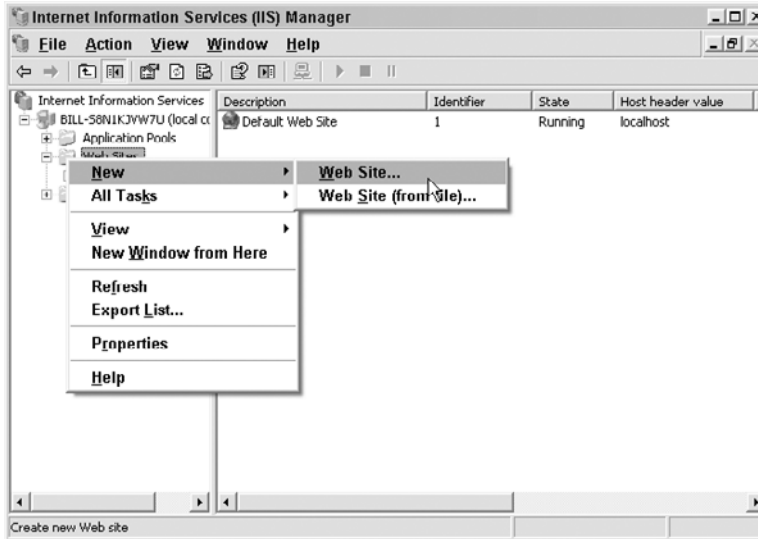 Internet Information Services (IIS) Manager
File Action View Window Help
Internet Information Services
BILL-S8N1KJVW7U (local co
Application Pools
Web Sites
Description Identifier State Host header value
Default Web Site 1 Running localhost
New
All Tasks
View
New Window from Here
Refresh
Export List...
Properties
Help
Web Site...
Web Site (from file)...
Create new Web site